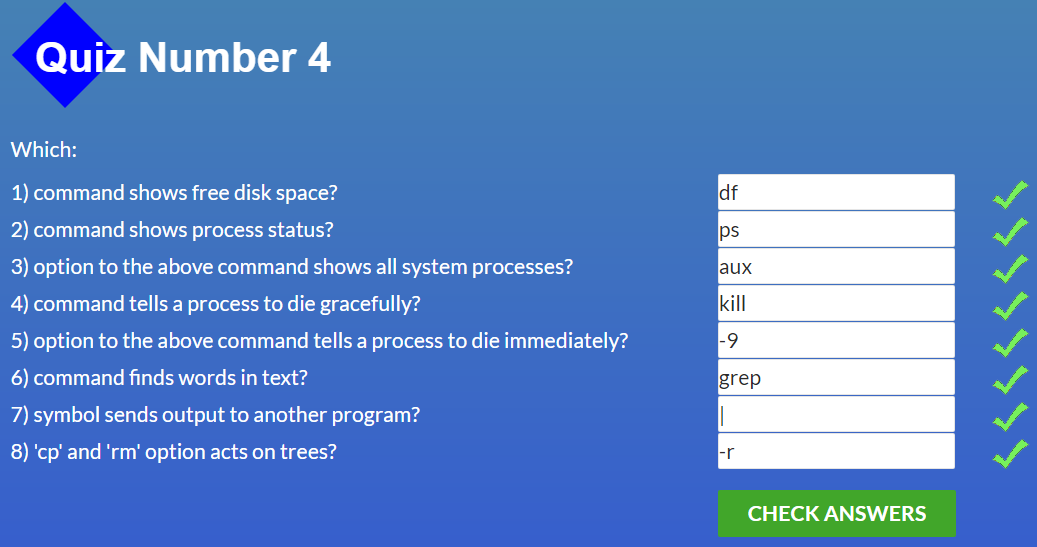 Quiz Number 4
Which:
1) command shows free disk space? df
2) command shows process status? ps
3) option to the above command shows all system processes? aux
4) command tells a process to die gracefully? kill
5) option to the above command tells a process to die immediately? -9
6) command finds words in text? grep
7) symbol sends output to another program? |
8) 'cp' and 'rm' option acts on trees? -r
CHECK ANSWERS